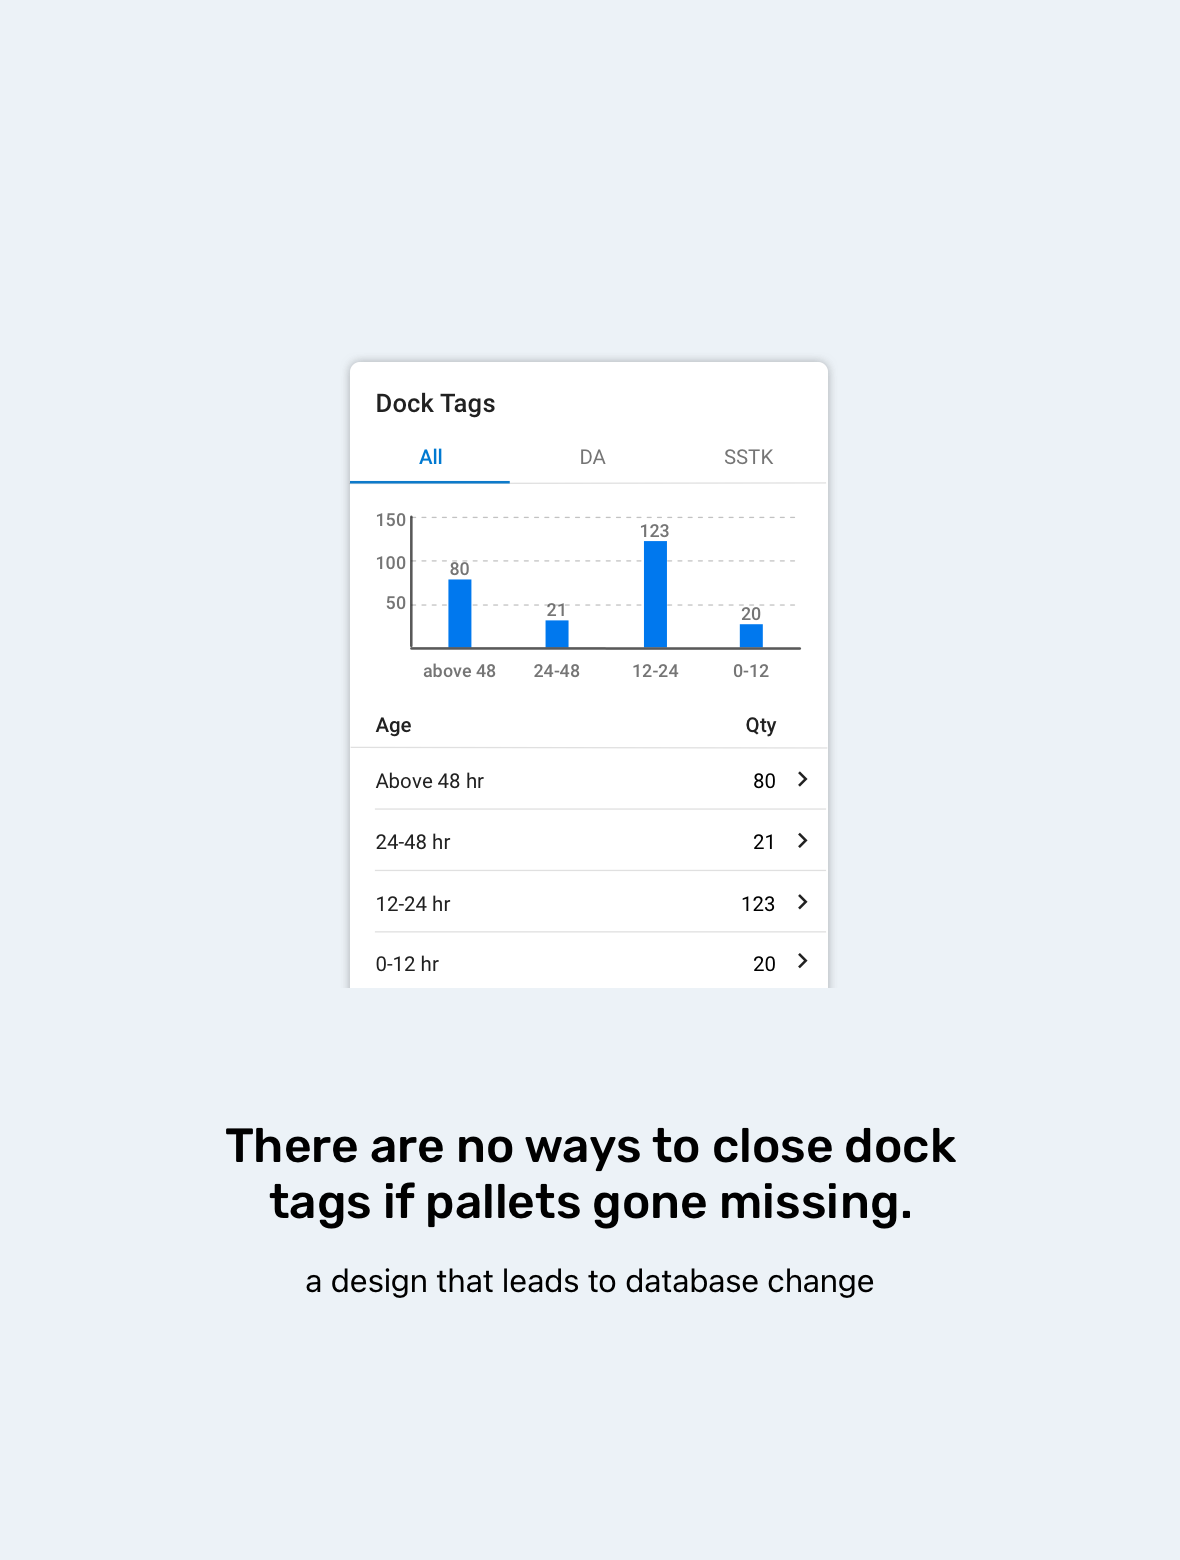 Dock Tags
All DA SSTK
150
123
100
80
50
21
20
above 48 24-48 12-24 0-12
Age Qty
Above 48 hr 80
24-48 hr 21
12-24 hr 123
0-12 hr 20
There are no ways to close dock
tags if pallets gone missing.
a design that leads to database change